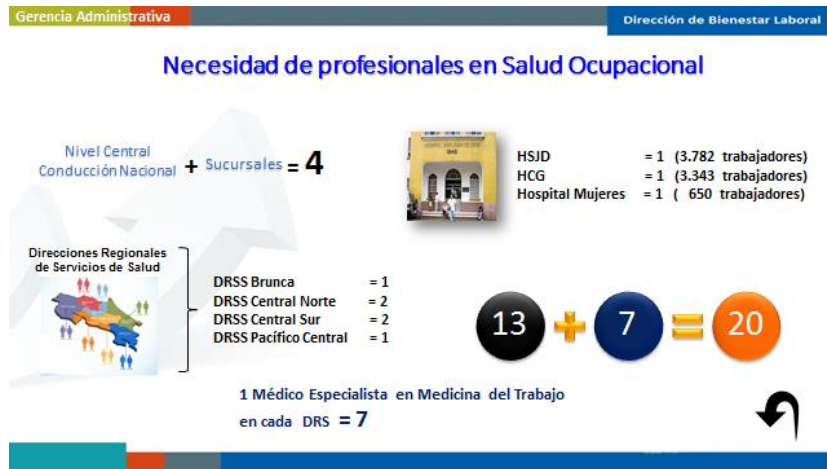 Gerencia Administrativa
Dirección de Bienestar Laboral
Necesidad de profesionales en Salud Ocupacional
Nivel Central
Conducción Nacional + Sucursales = 4
HSJD = 1 (3.782 trabajadores)
HCG = 1 (3.343 trabajadores)
Hospital Mujeres = 1 ( 650 trabajadores)
Direcciones Regionales
de Servicios de Salud
DRSS Brunca = 1
DRSS Central Norte = 2
DRSS Central Sur = 2
DRSS Pacífico Central = 1
13 + 7 = 20
1 Médico Especialista en Medicina del Trabajo
en cada DRS = 7